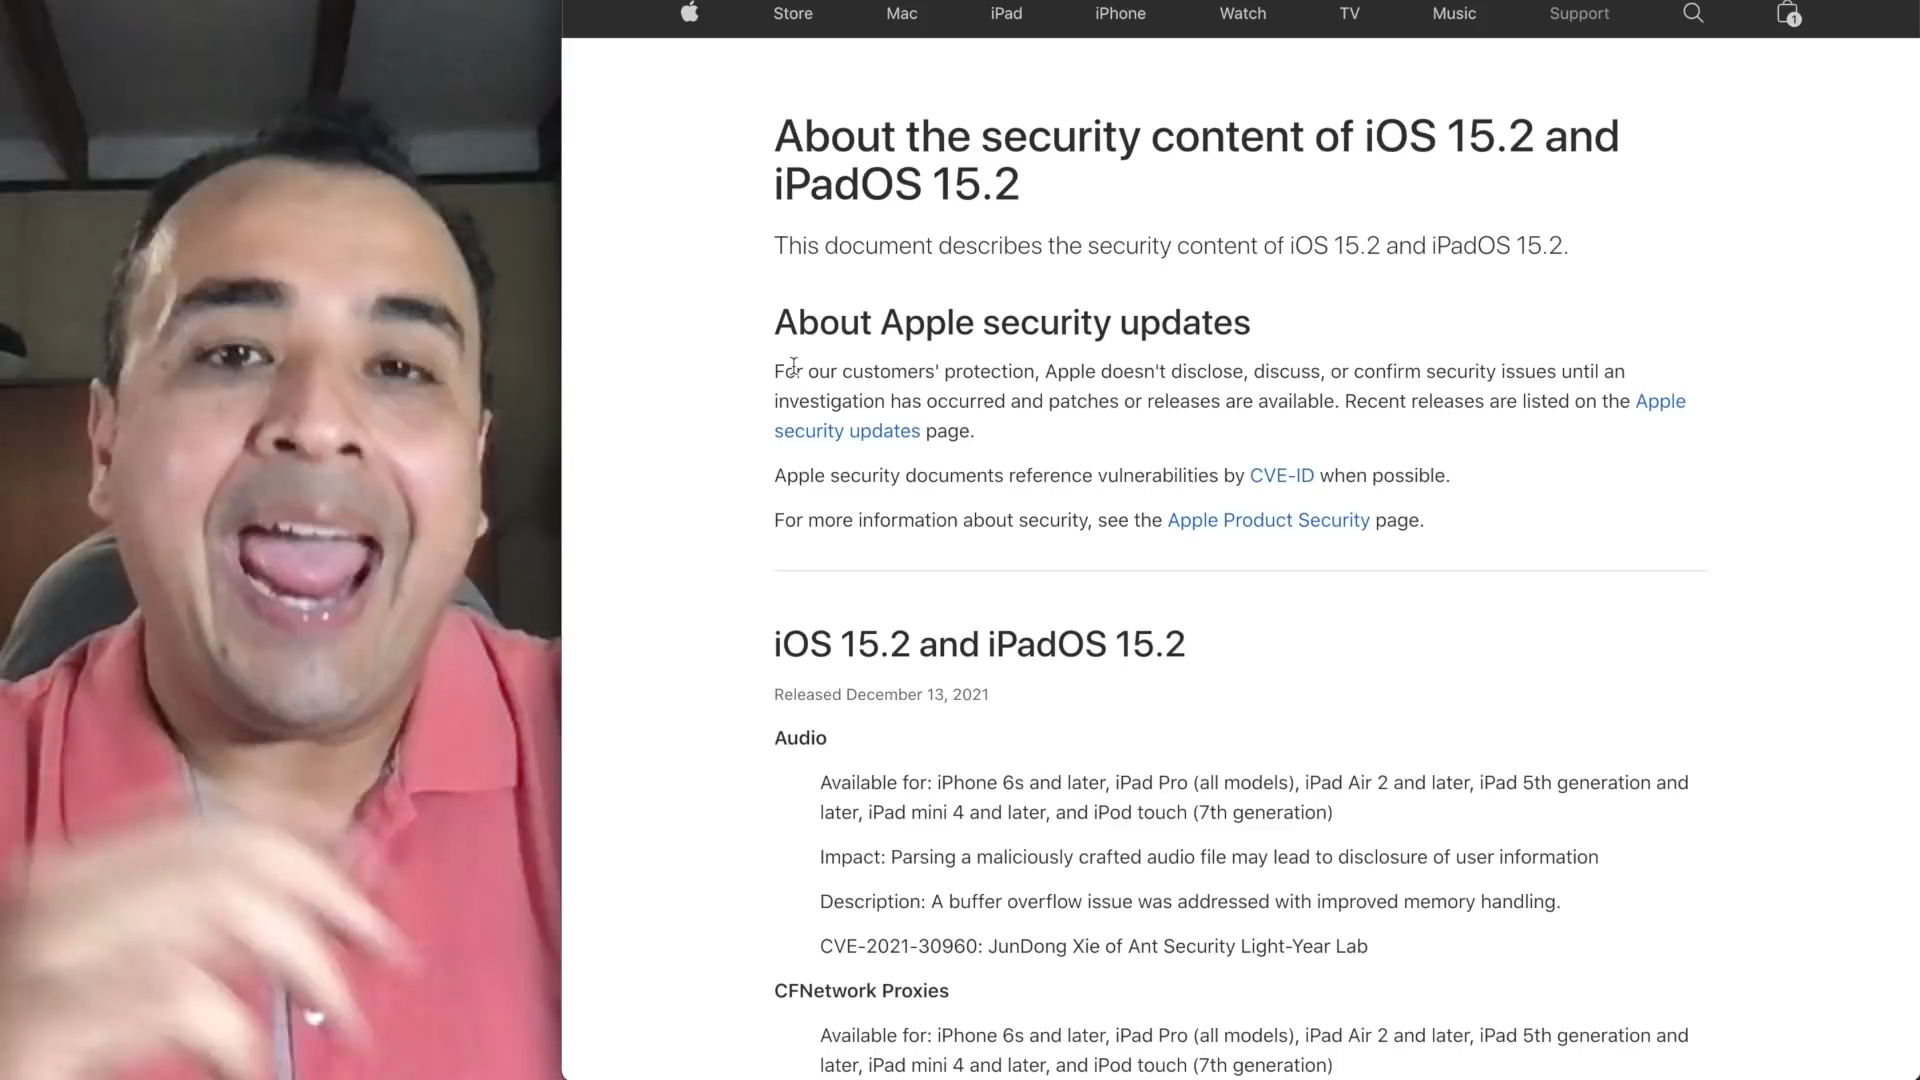 Store Mac iPad iPhone Watch TV Music Support 1
About the security content of iOS 15.2 and
iPadOS 15.2
This document describes the security content of iOS 15.2 and iPadOS 15.2.
About Apple security updates
For our customers' protection, Apple doesn't disclose, discuss, or confirm security issues until an
investigation has occurred and patches or releases are available. Recent releases are listed on the Apple
security updates page.
Apple security documents reference vulnerabilities by CVE-ID when possible.
For more information about security, see the Apple Product Security page.
iOS 15.2 and iPadOS 15.2
Released December 13, 2021
Audio
Available for: iPhone 6s and later, iPad Pro (all models), iPad Air 2 and later, iPad 5th generation and
later, iPad mini 4 and later, and iPod touch (7th generation)
Impact: Parsing a maliciously crafted audio file may lead to disclosure of user information
Description: A buffer overflow issue was addressed with improved memory handling.
CVE-2021-30960: JunDong Xie of Ant Security Light-Year Lab
CFNetwork Proxies
Available for: iPhone 6s and later, iPad Pro (all models), iPad Air 2 and later, iPad 5th generation and
later, iPad mini 4 and later, and iPod touch (7th generation)